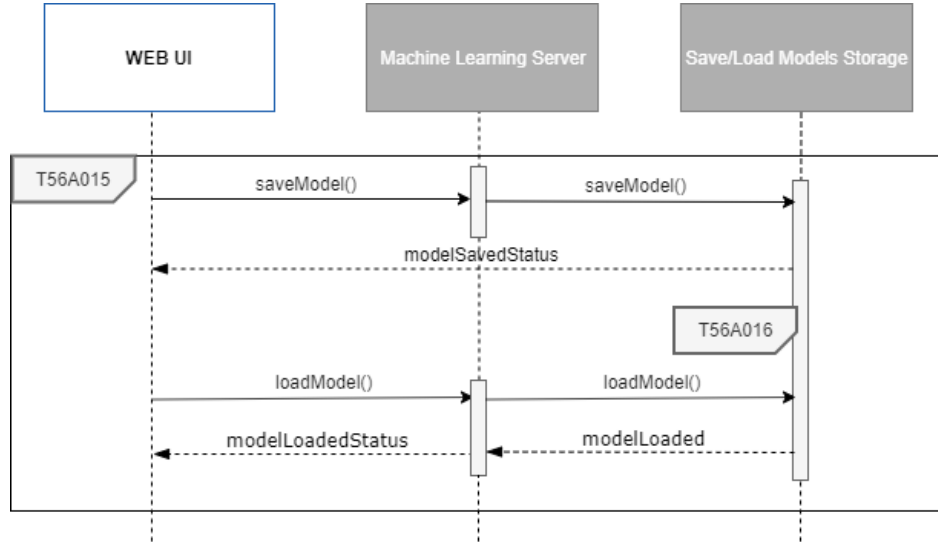 WEB UI
Machine Learning Server
Save/Load Models Storage
T56A015
saveModel()
saveModel()
modelSavedStatus
T56A016
loadModel()
loadModel()
modelLoadedStatus
modelLoaded